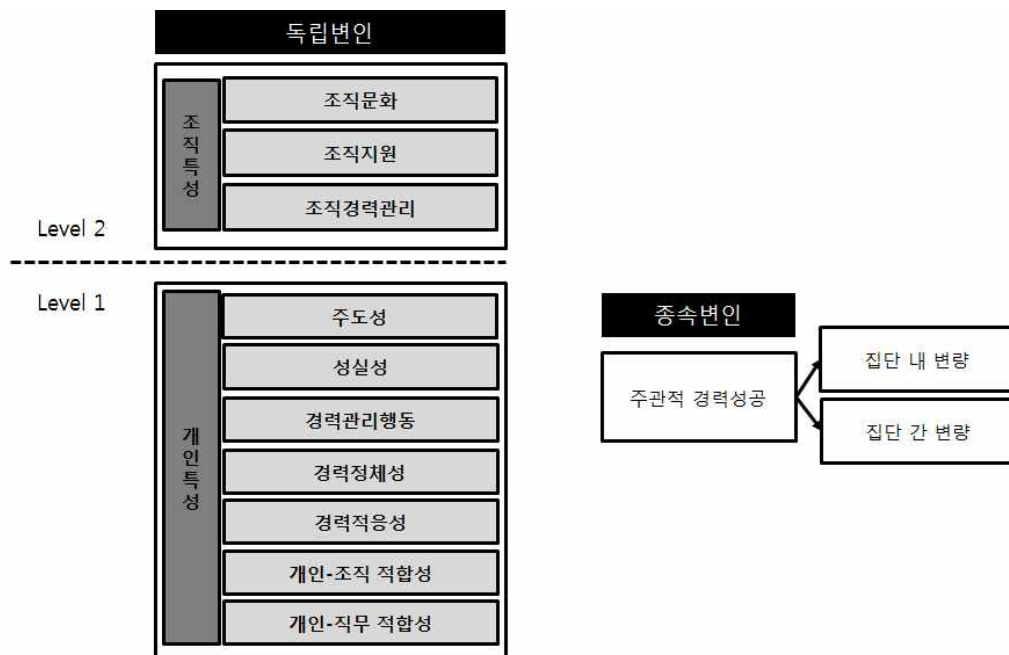 독립변인
조직특성
조직문화
조직지원
조직경력관리
Level 2
Level 1
개인특성
주도성
성실성
경력관리행동
경력정체성
경력적응성
개인-조직 적합성
개인-직무 적합성
종속변인
주관적 경력성공
집단 내 변량
집단 간 변량